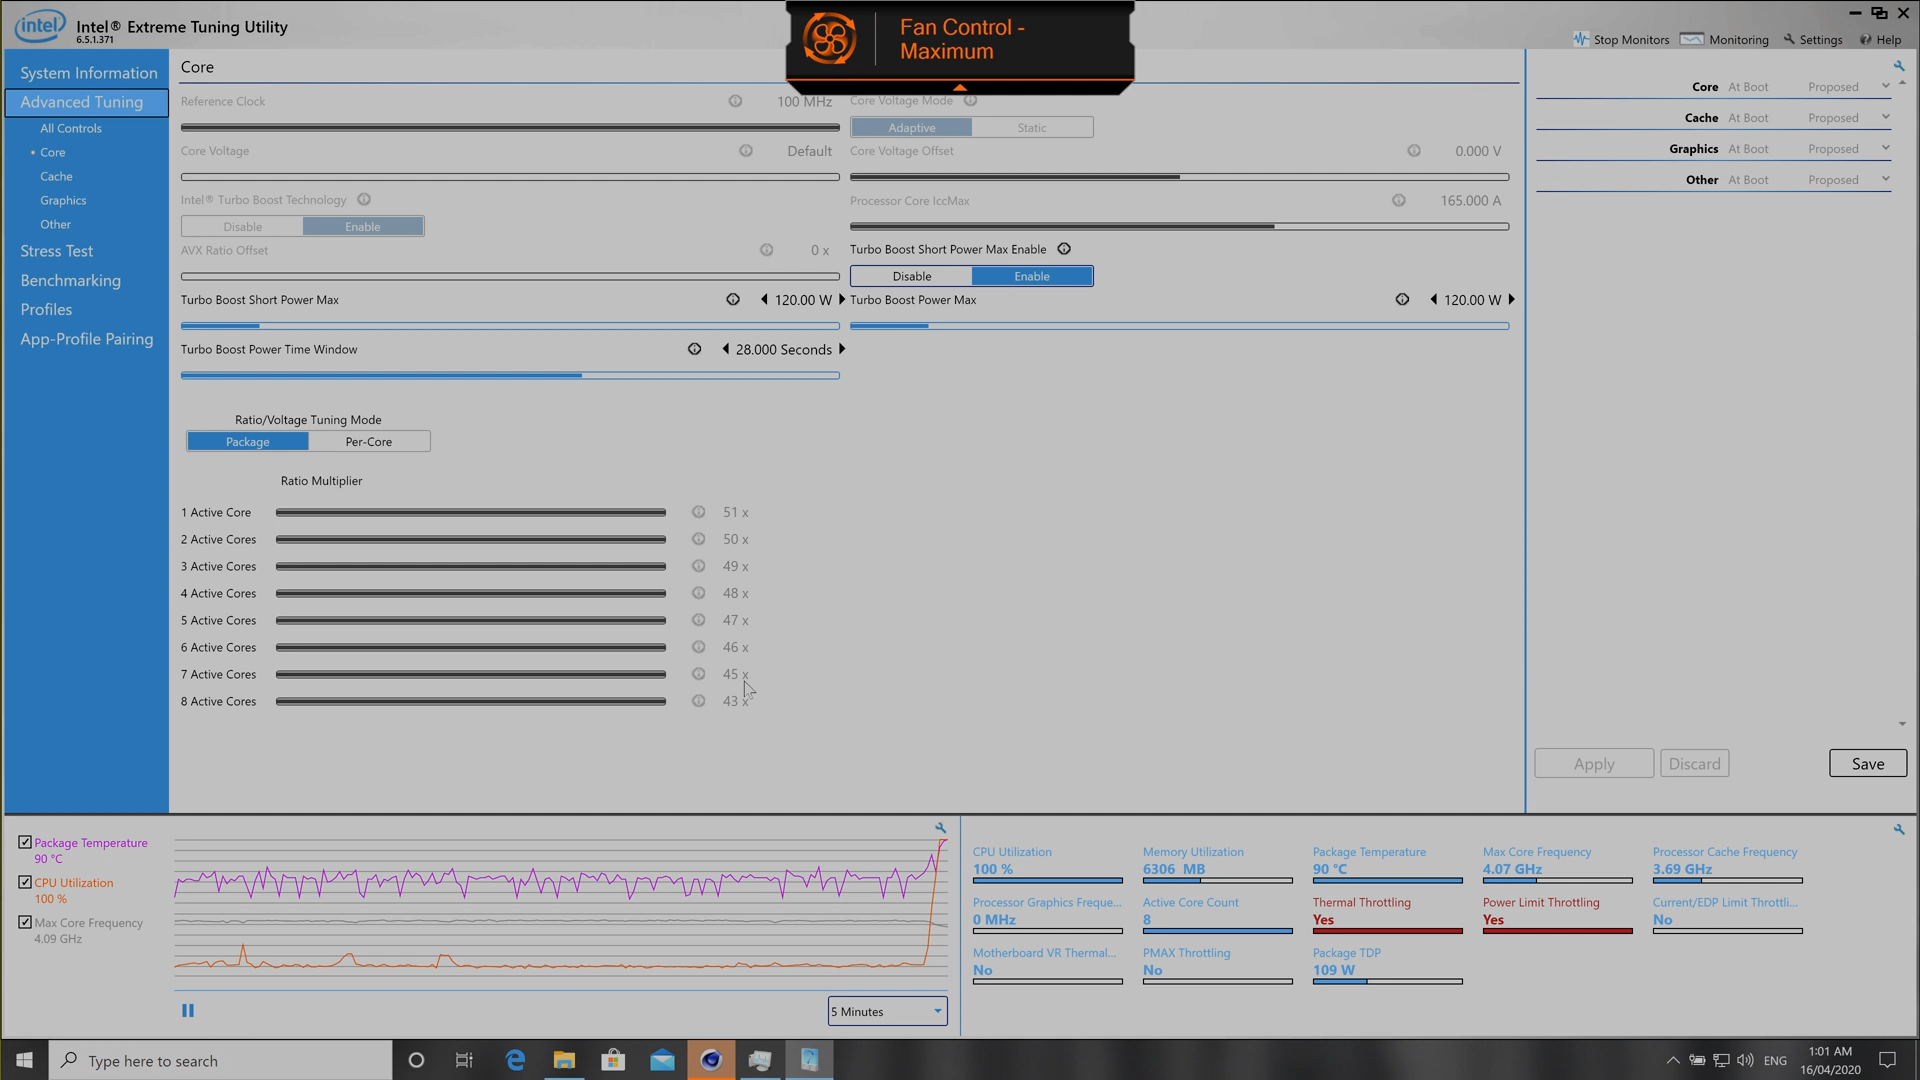 intel
Intel® Extreme Tuning Utility
6.5.1.371
Fan Control -
Maximum
Stop Monitors
Monitoring
Settings
Help
System Information
Advanced Tuning
All Controls
Core
Cache
Graphics
Other
Stress Test
Benchmarking
Profiles
App-Profile Pairing
Core
Reference Clock 100 MHz
Core Voltage Default
Intel® Turbo Boost Technology
Disable Enable
AVX Ratio Offset 0 x
Turbo Boost Short Power Max 120.00 W
Turbo Boost Power Time Window 28.000 Seconds
Core Voltage Mode
Adaptive Static
Core Voltage Offset 0.000 V
Processor Core IccMax 165.000 A
Turbo Boost Short Power Max Enable
Disable Enable
Turbo Boost Power Max 120.00 W
Ratio/Voltage Tuning Mode
Package Per-Core
Ratio Multiplier
1 Active Core 51 x
2 Active Cores 50 x
3 Active Cores 49 x
4 Active Cores 48 x
5 Active Cores 47 x
6 Active Cores 46 x
7 Active Cores 45 x
8 Active Cores 43 x
Core At Boot Proposed
Cache At Boot Proposed
Graphics At Boot Proposed
Other At Boot Proposed
Apply Discard Save
Package Temperature
90 °C
CPU Utilization
100 %
Max Core Frequency
4.09 GHz
5 Minutes
CPU Utilization
100 %
Memory Utilization
6306 MB
Package Temperature
90 °C
Max Core Frequency
4.07 GHz
Processor Cache Frequency
3.69 GHz
Processor Graphics Freque...
0 MHz
Active Core Count
8
Thermal Throttling
Yes
Power Limit Throttling
Yes
Current/EDP Limit Throttli...
No
Motherboard VR Thermal...
No
PMAX Throttling
No
Package TDP
109 W
Type here to search
ENG
1:01 AM
16/04/2020